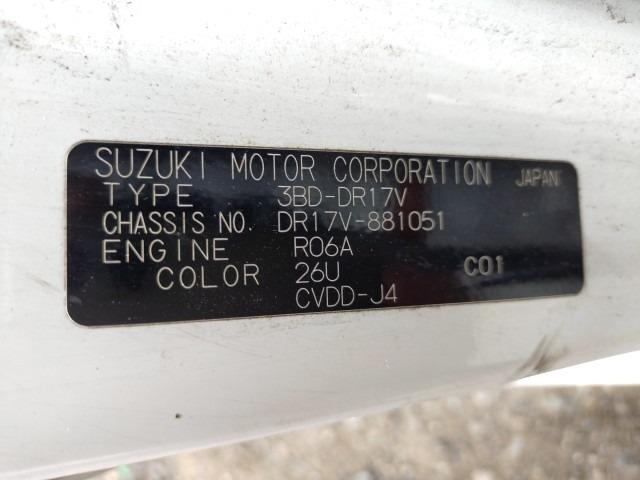 SUZUKI MOTOR CORPORATION JAPAN
TYPE 3BD-DR17V
CHASSIS NO. DR17V-881051
ENGINE R06A
COLOR 26U C01
CVDD-J4